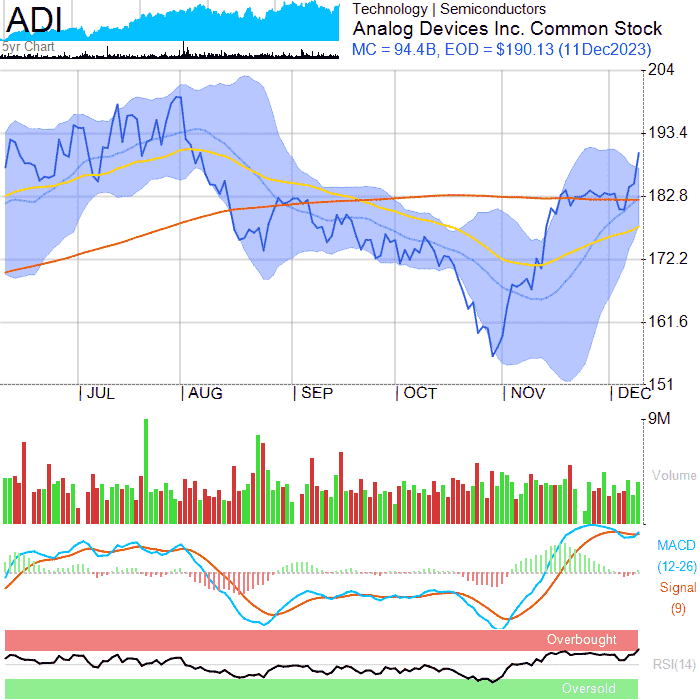 ADI
5yr Chart
Technology | Semiconductors
Analog Devices Inc. Common Stock
MC = 94.4B, EOD = $190.13 (11Dec2023)
204
193.4
182.8
172.2
161.6
151
| JUL | AUG | SEP | OCT | NOV | DEC
9M
Volume
MACD
(12-26)
Signal
(9)
Overbought
RSI(14)
Oversold